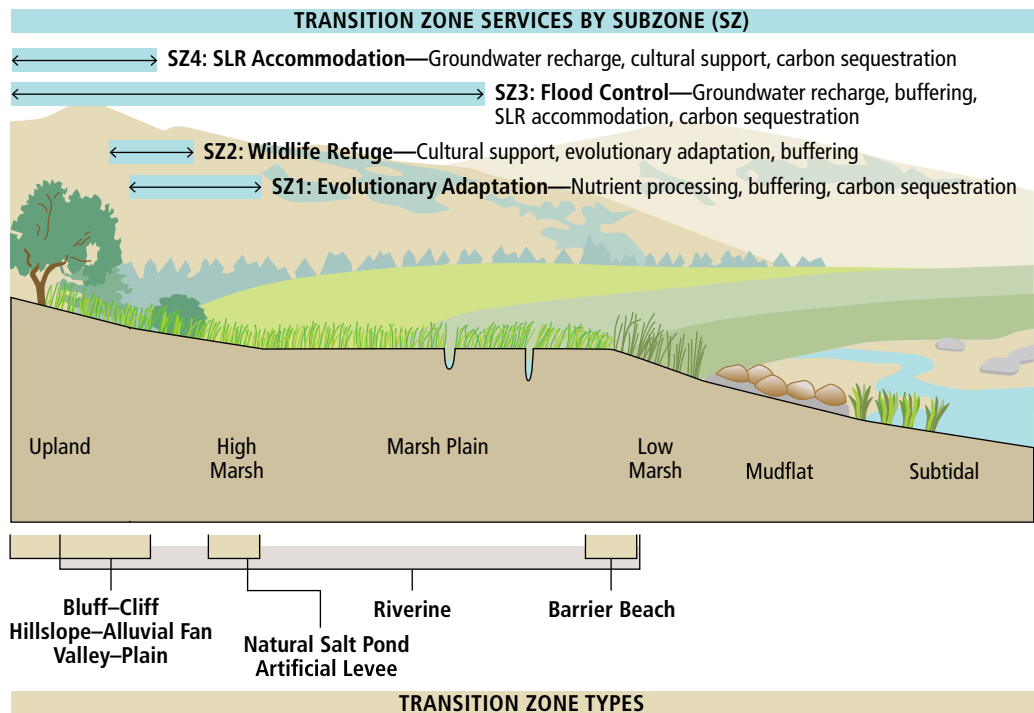 TRANSITION ZONE SERVICES BY SUBZONE (SZ)
SZ4: SLR Accommodation—Groundwater recharge, cultural support, carbon sequestration
SZ3: Flood Control—Groundwater recharge, buffering,
SLR accommodation, carbon sequestration
SZ2: Wildlife Refuge—Cultural support, evolutionary adaptation, buffering
SZ1: Evolutionary Adaptation—Nutrient processing, buffering, carbon sequestration
Upland
High
Marsh
Marsh Plain
Low
Marsh
Mudflat
Subtidal
Bluff–Cliff
Hillslope–Alluvial Fan
Valley–Plain
Natural Salt Pond
Artificial Levee
Riverine
Barrier Beach
TRANSITION ZONE TYPES